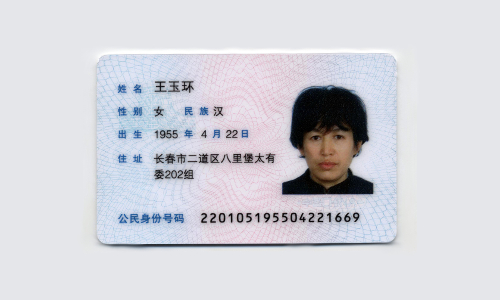 姓名 王玉环
性别 女 民族 汉
出生 1955 年 4 月 22 日
住址 长春市二道区八里堡太有
委202组
公民身份号码 220105195504221669